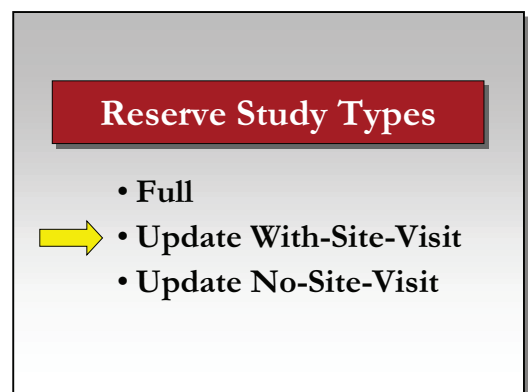 Reserve Study Types
• Full
• Update With-Site-Visit
• Update No-Site-Visit